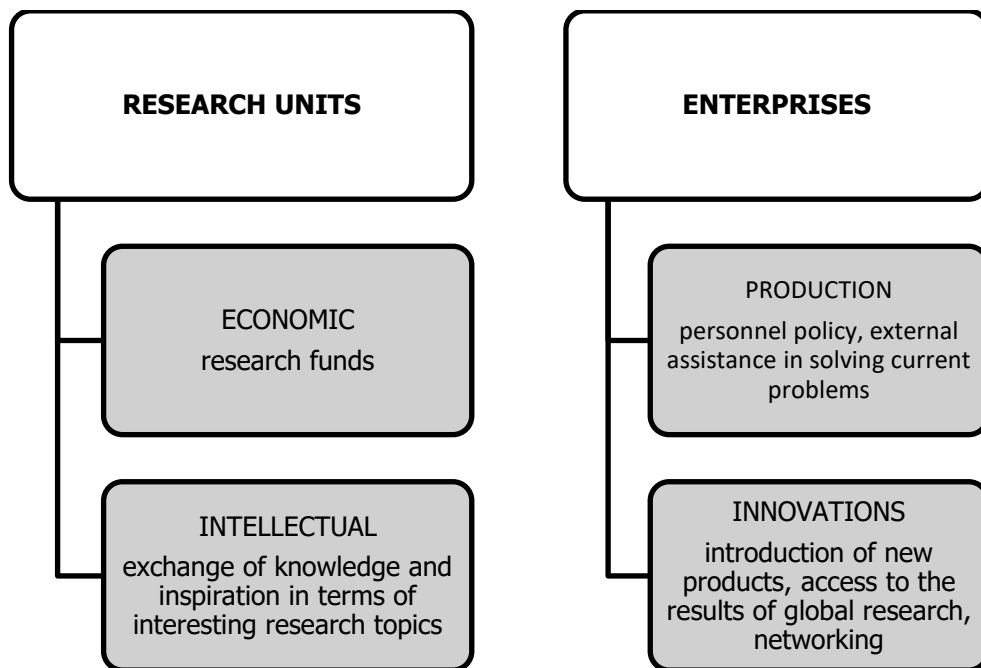 RESEARCH UNITS
ECONOMIC
research funds
INTELLECTUAL
exchange of knowledge and
inspiration in terms of
interesting research topics
ENTERPRISES
PRODUCTION
personnel policy, external
assistance in solving current
problems
INNOVATIONS
introduction of new
products, access to the
results of global research,
networking